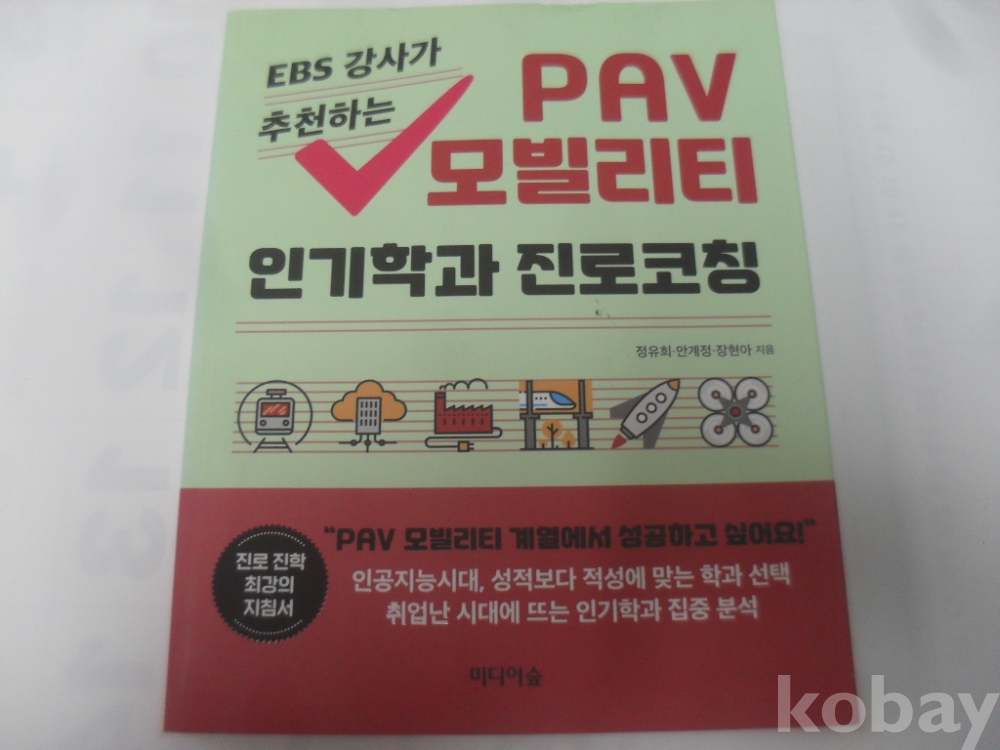 EBS 강사가
추천하는
PAV
모빌리티
인기학과 진로코칭
정유희·안계정·장현아 지음
진로 진학
최강의
지침서
“PAV 모빌리티 계열에서 성공하고 싶어요!”
인공지능시대, 성적보다 적성에 맞는 학과 선택
취업난 시대에 뜨는 인기학과 집중 분석
미디어숲
kobay